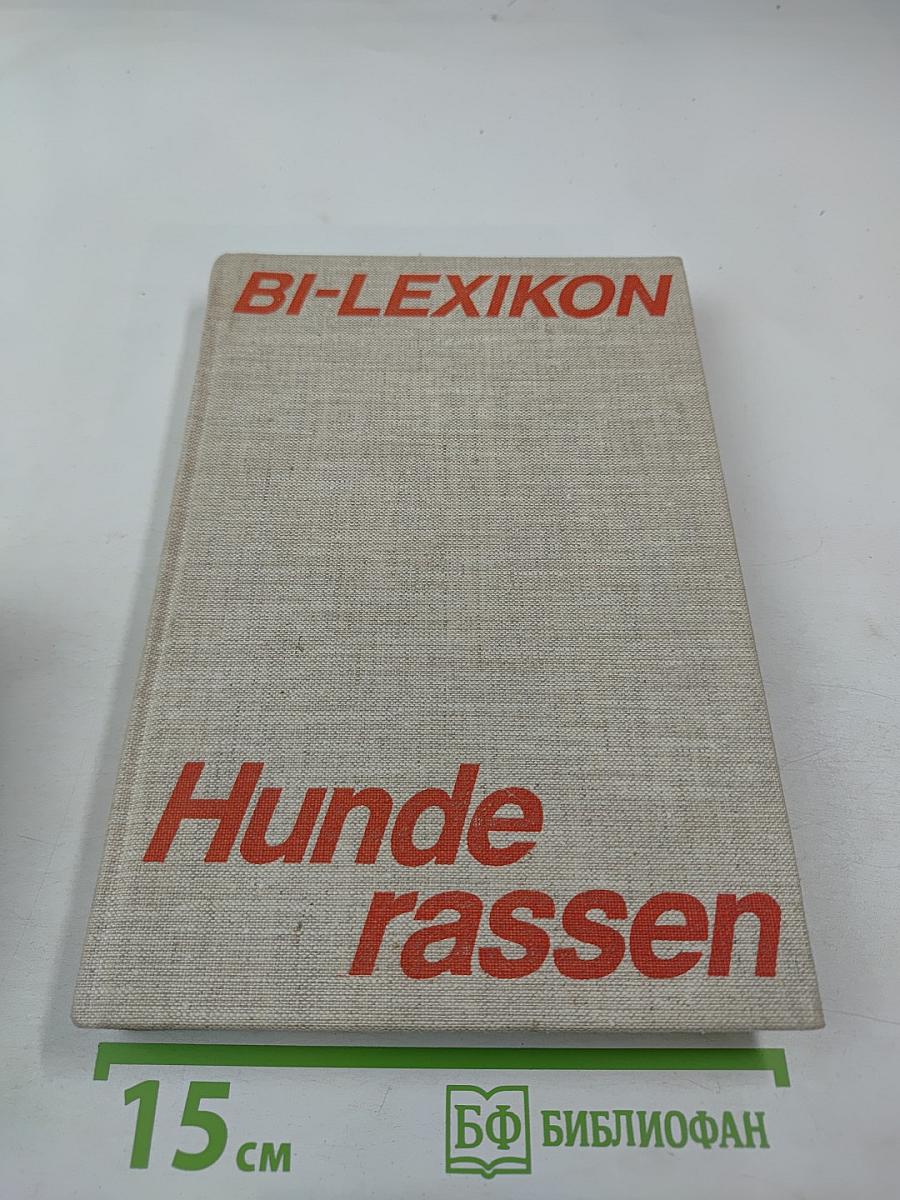 BI-LEXIKON
Hunde
rassen
15 см
БФ БИБЛИОФАН